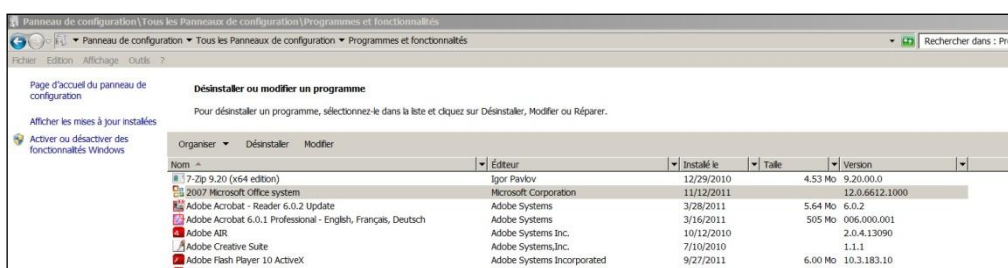 Panneau de configuration\Tous les Panneaux de configuration\Programmes et fonctionnalités
Panneau de configuration Tous les Panneaux de configuration Programmes et fonctionnalités
Rechercher dans : Pr
Fichier Edition Affichage Outils ?
Page d'accueil du panneau de
configuration
Afficher les mises à jour installées
Activer ou désactiver des
fonctionnalités Windows
Désinstaller ou modifier un programme
Pour désinstaller un programme, sélectionnez-le dans la liste et cliquez sur Désinstaller, Modifier ou Réparer.
Organiser Désinstaller Modifier
Nom Éditeur Installé le Taille Version
7-Zip 9.20 (x64 edition) Igor Pavlov 12/29/2010 4.53 Mo 9.20.00.0
2007 Microsoft Office system Microsoft Corporation 11/12/2011 12.0.6612.1000
Adobe Acrobat - Reader 6.0.2 Update Adobe Systems 3/28/2011 5.64 Mo 6.0.2
Adobe Acrobat 6.0.1 Professional - English, Français, Deutsch Adobe Systems 3/16/2011 505 Mo 006.000.001
Adobe AIR Adobe Systems Inc. 10/12/2010 2.0.4.13090
Adobe Creative Suite Adobe Systems,Inc. 7/10/2010 1.1.1
Adobe Flash Player 10 ActiveX Adobe Systems Incorporated 9/27/2011 6.00 Mo 10.3.183.10